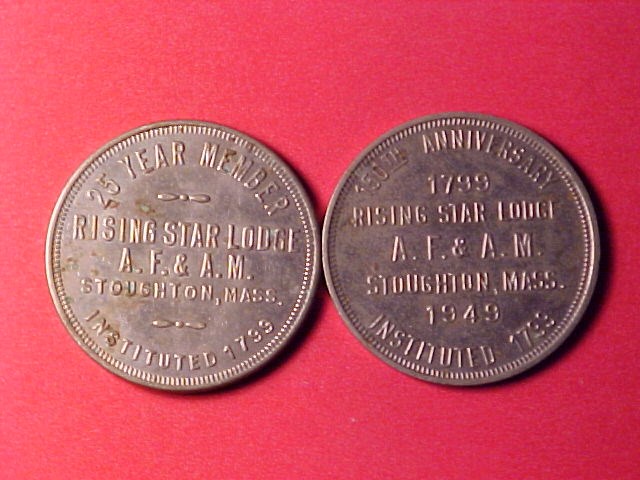 25 YEAR MEMBER
RISING STAR LODGE
A. F. & A. M.
STOUGHTON, MASS.
INSTITUTED 1799
150TH ANNIVERSARY
1799
RISING STAR LODGE
A. F. & A. M.
STOUGHTON, MASS.
1949
INSTITUTED 1799